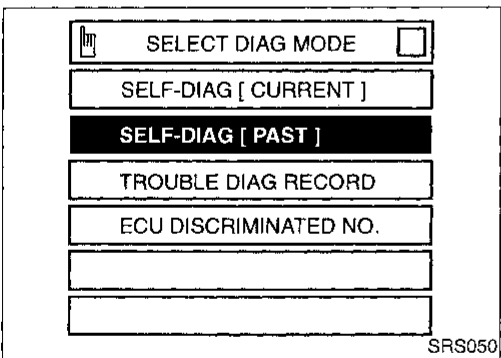 SELECT DIAG MODE
SELF-DIAG [ CURRENT ]
SELF-DIAG [ PAST ]
TROUBLE DIAG RECORD
ECU DISCRIMINATED NO.
SRS050